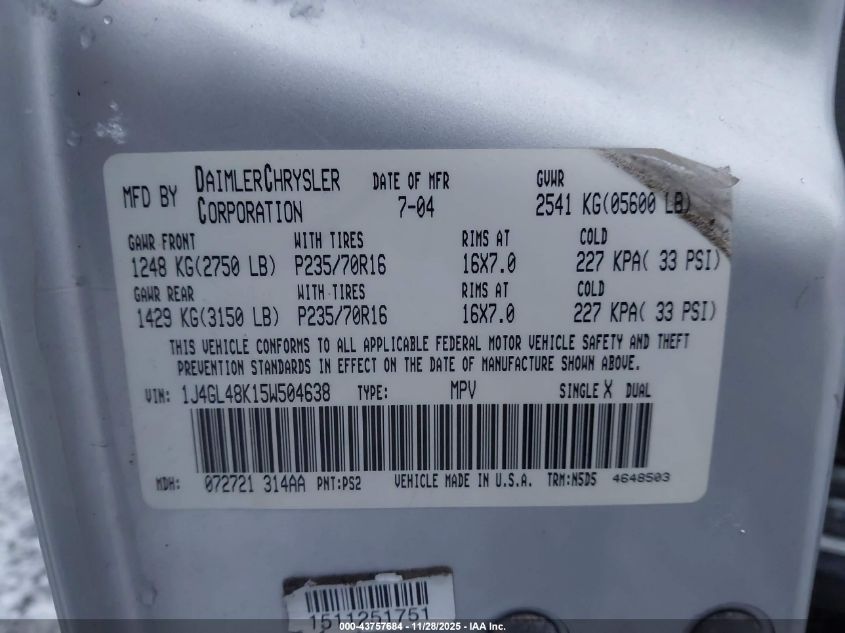 MFD BY DAIMLERCHRYSLER CORPORATION DATE OF MFR 7-04 GVWR 2541 KG(05600 LB)
GAWR FRONT WITH TIRES RIMS AT COLD
1248 KG(2750 LB) P235/70R16 16X7.0 227 KPA( 33 PSI)
GAWR REAR WITH TIRES RIMS AT COLD
1429 KG(3150 LB) P235/70R16 16X7.0 227 KPA( 33 PSI)
THIS VEHICLE CONFORMS TO ALL APPLICABLE FEDERAL MOTOR VEHICLE SAFETY AND THEFT
PREVENTION STANDARDS IN EFFECT ON THE DATE OF MANUFACTURE SHOWN ABOVE.
VIN: 1J4GL48K15W504638 TYPE: MPV SINGLE X DUAL
MDH: 072721 314AA PNT:PS2 VEHICLE MADE IN U.S.A. TRM:N5D5 4648503
1511251751
000-43757684 - 11/28/2025 - IAA Inc.